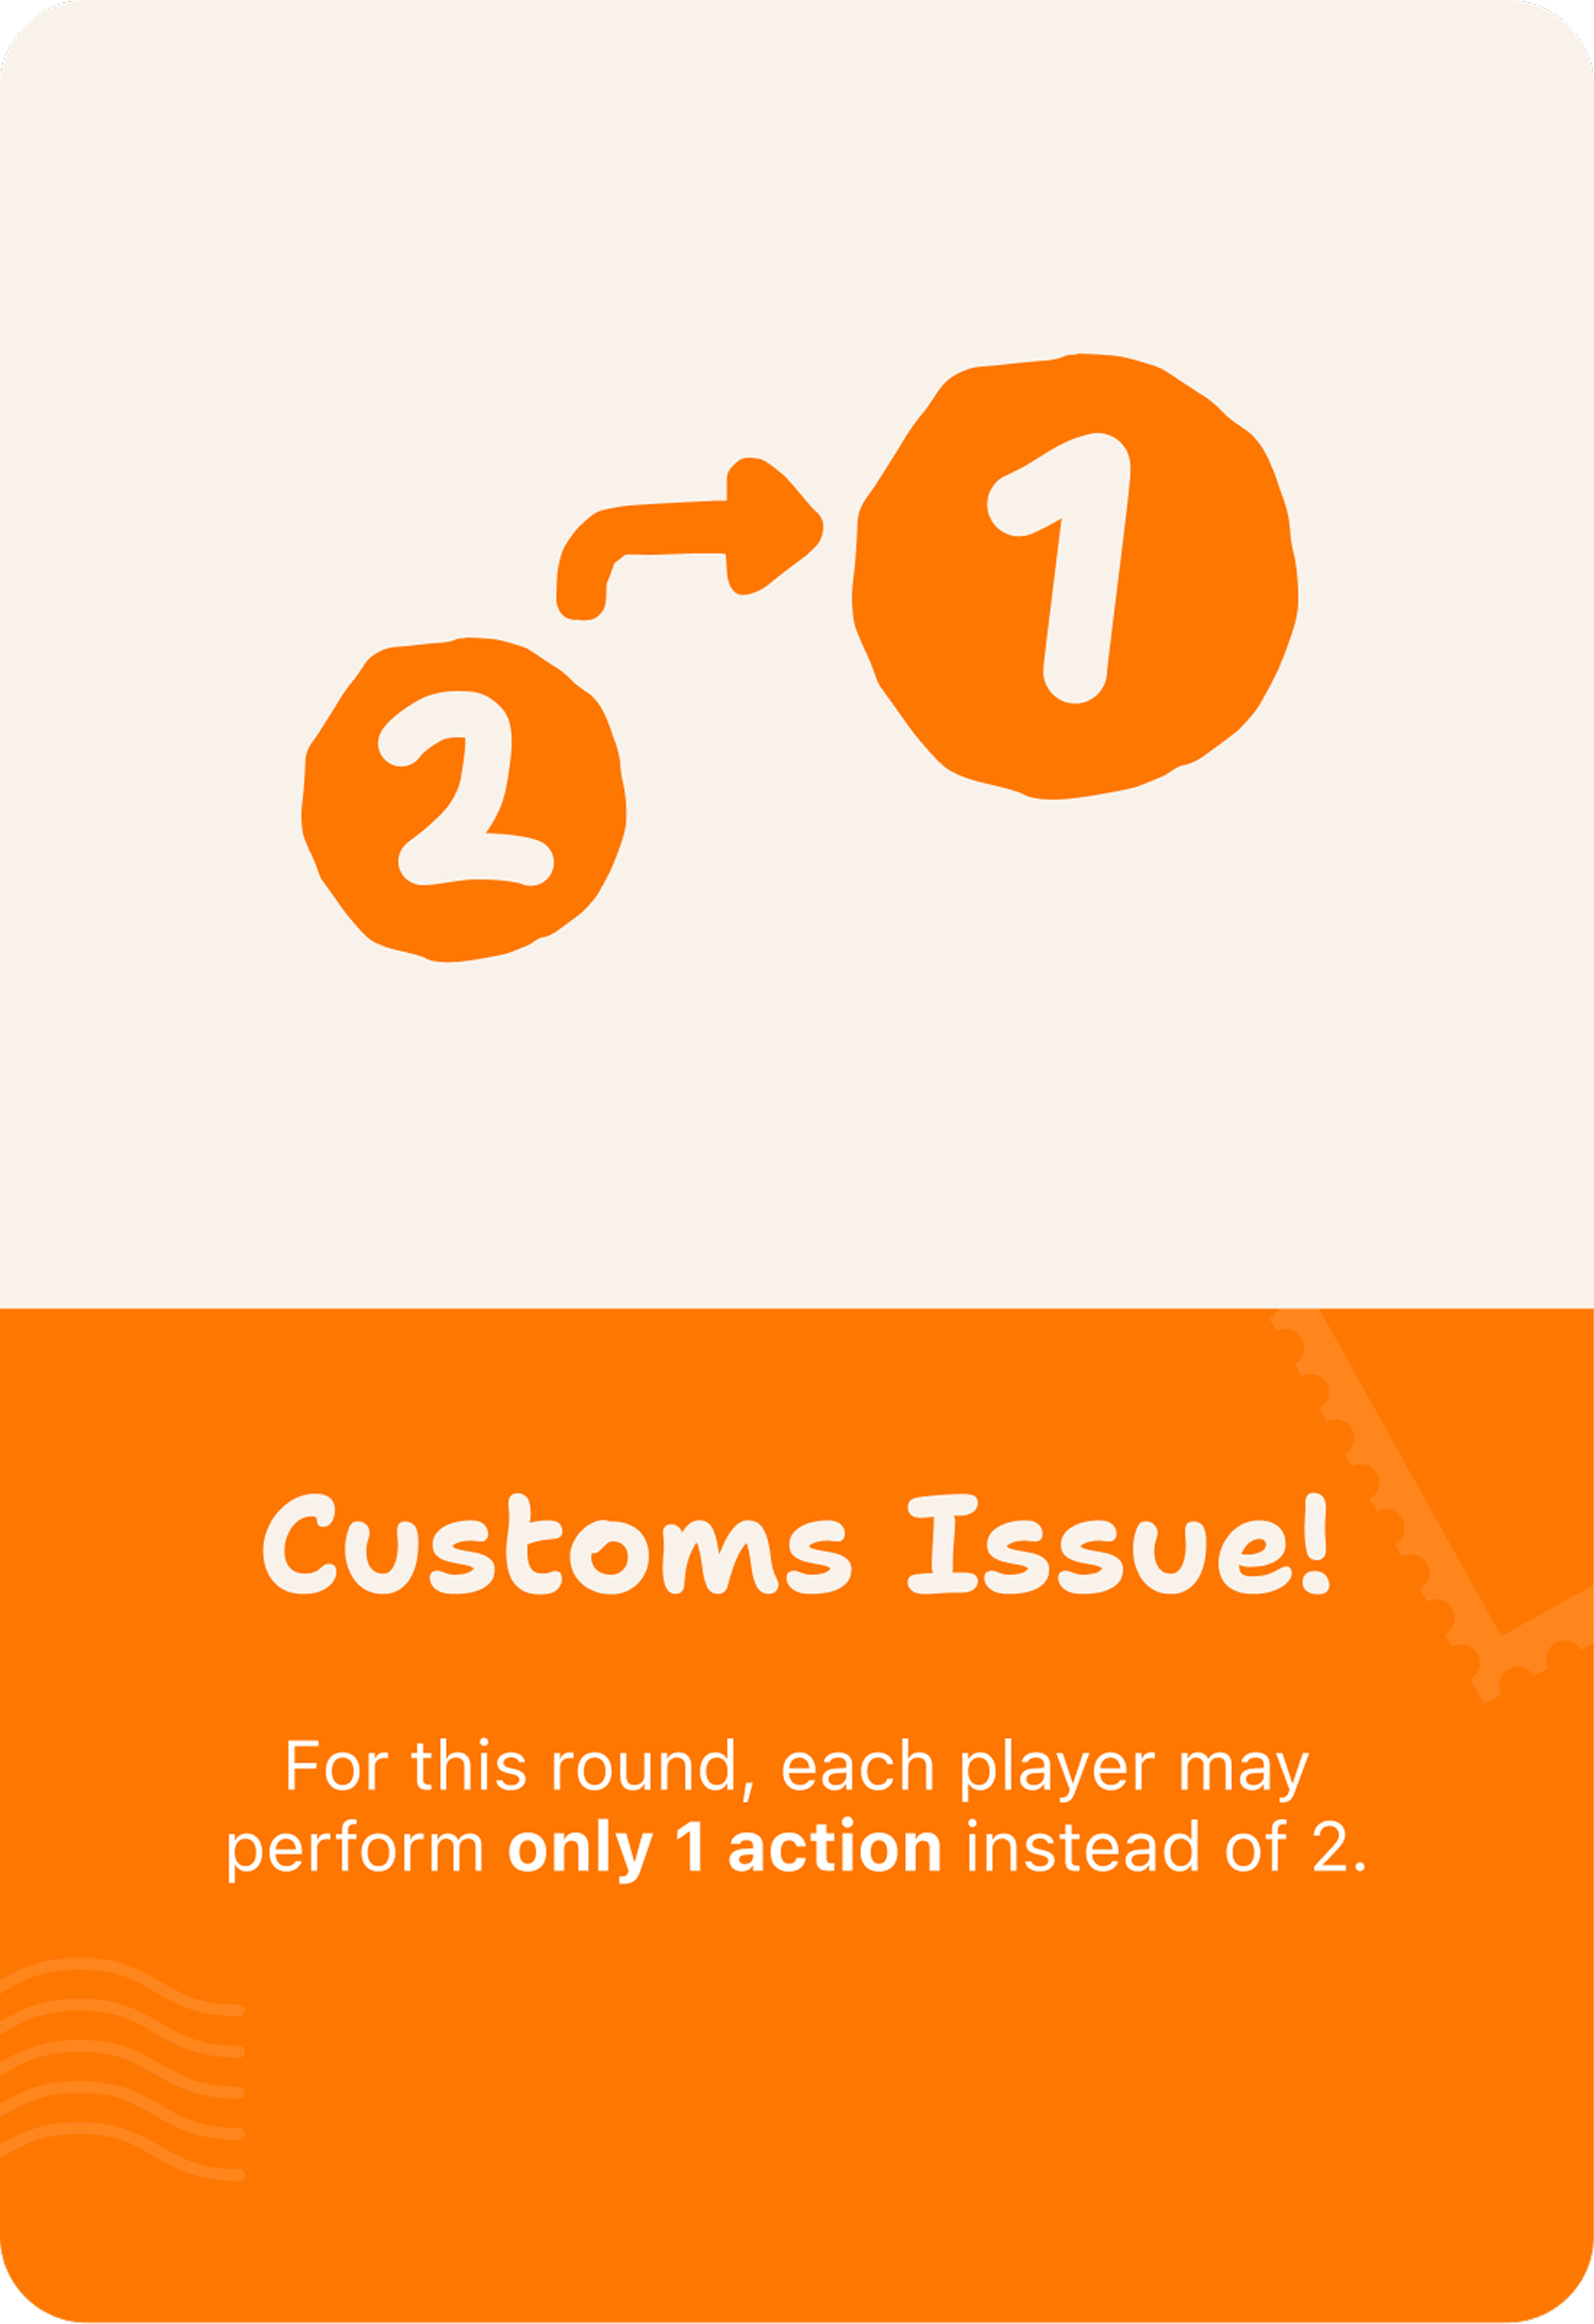 2
1
Customs Issue!
For this round, each player may
perform only 1 action instead of 2.